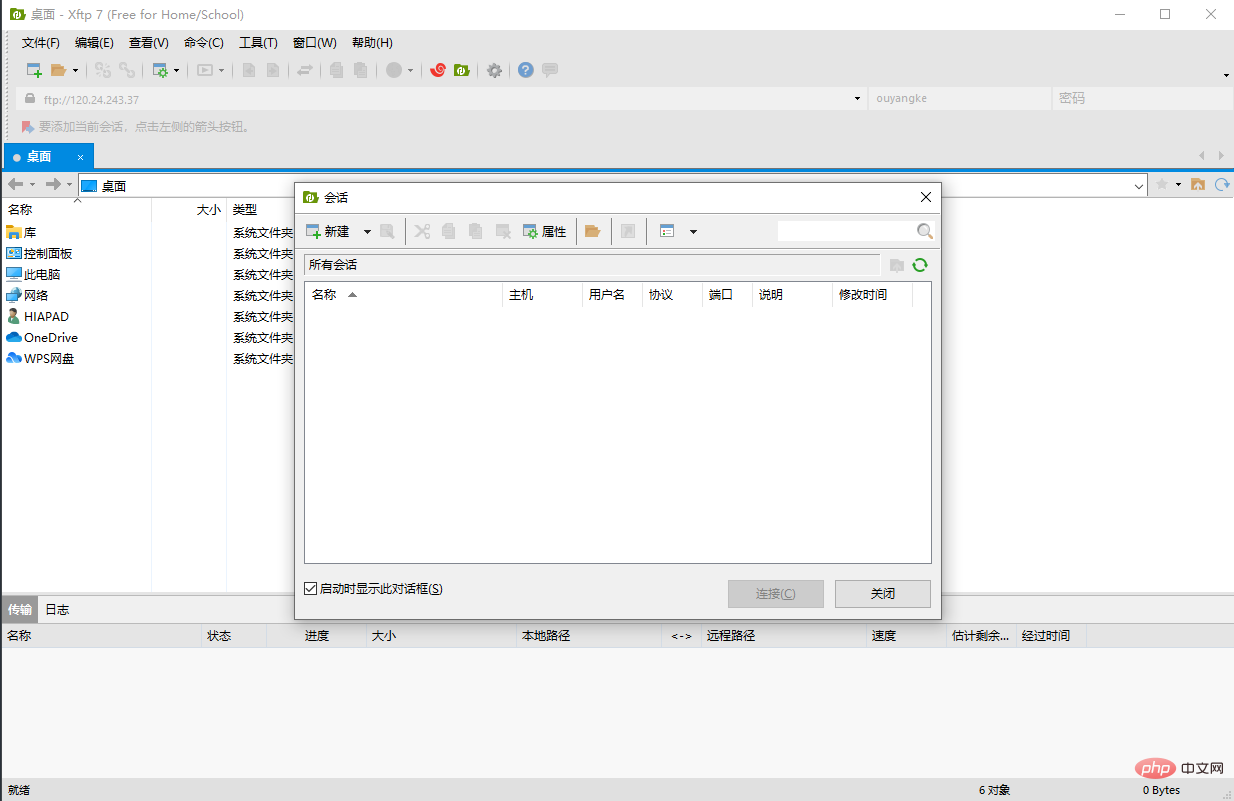 桌面 - Xftp 7 (Free for Home/School)
文件(F) 编辑(E) 查看(V) 命令(C) 工具(T) 窗口(W) 帮助(H)
ftp://120.24.243.37 ouyangke 密码
要添加当前会话，点击左侧的箭头按钮。
桌面
桌面
名称 大小 类型
库 系统文件夹
控制面板 系统文件夹
此电脑 系统文件夹
网络 系统文件夹
HIAPAD 系统文件夹
OneDrive 系统文件夹
WPS网盘 系统文件夹
会话
新建 属性
所有会话
名称 主机 用户名 协议 端口 说明 修改时间
启动时显示此对话框(S)
连接(C) 关闭
传输 日志
名称 状态 进度 大小 本地路径 <-> 远程路径 速度 估计剩余... 经过时间
php 中文网
就绪 6 对象 0 Bytes